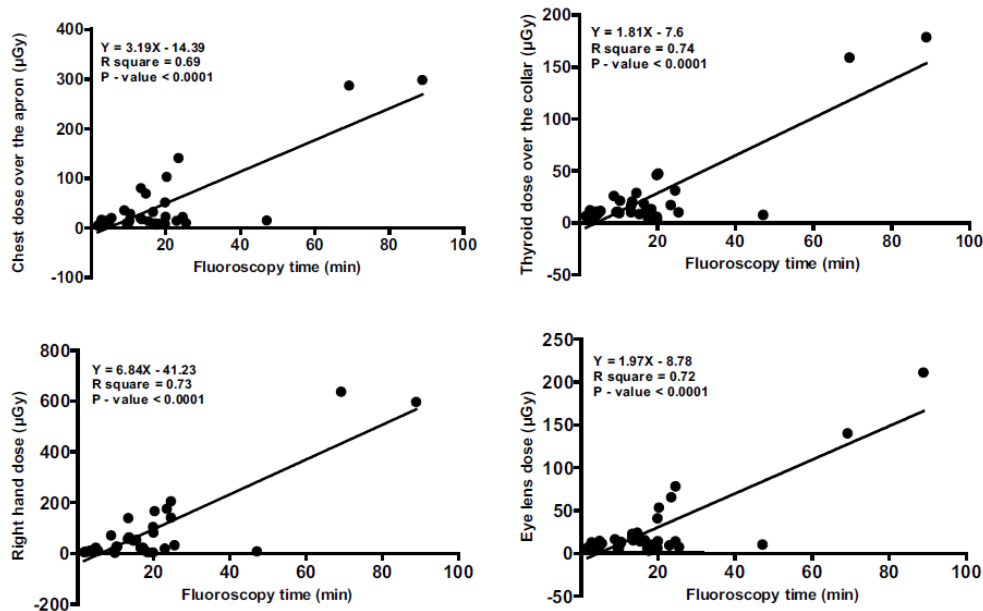 Chest dose over the apron (µGy)
400
300
200
100
0
-100
Y = 3.19X - 14.39
R square = 0.69
P - value < 0.0001
20
40
60
80
100
Fluoroscopy time (min)
Thyroid dose over the collar (µGy)
200
150
100
50
0
-50
Y = 1.81X - 7.6
R square = 0.74
P - value < 0.0001
20
40
60
80
100
Fluoroscopy time (min)
Right hand dose (µGy)
800
600
400
200
0
-200
Y = 6.84X - 41.23
R square = 0.73
P - value < 0.0001
20
40
60
80
100
Fluoroscopy time (min)
Eye lens dose (µGy)
250
200
150
100
50
0
-50
Y = 1.97X - 8.78
R square = 0.72
P - value < 0.0001
20
40
60
80
100
Fluoroscopy time (min)